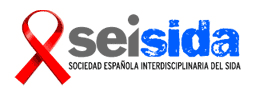 seisida
SOCIEDAD ESPAÑOLA INTERDISCIPLINARIA DEL SIDA